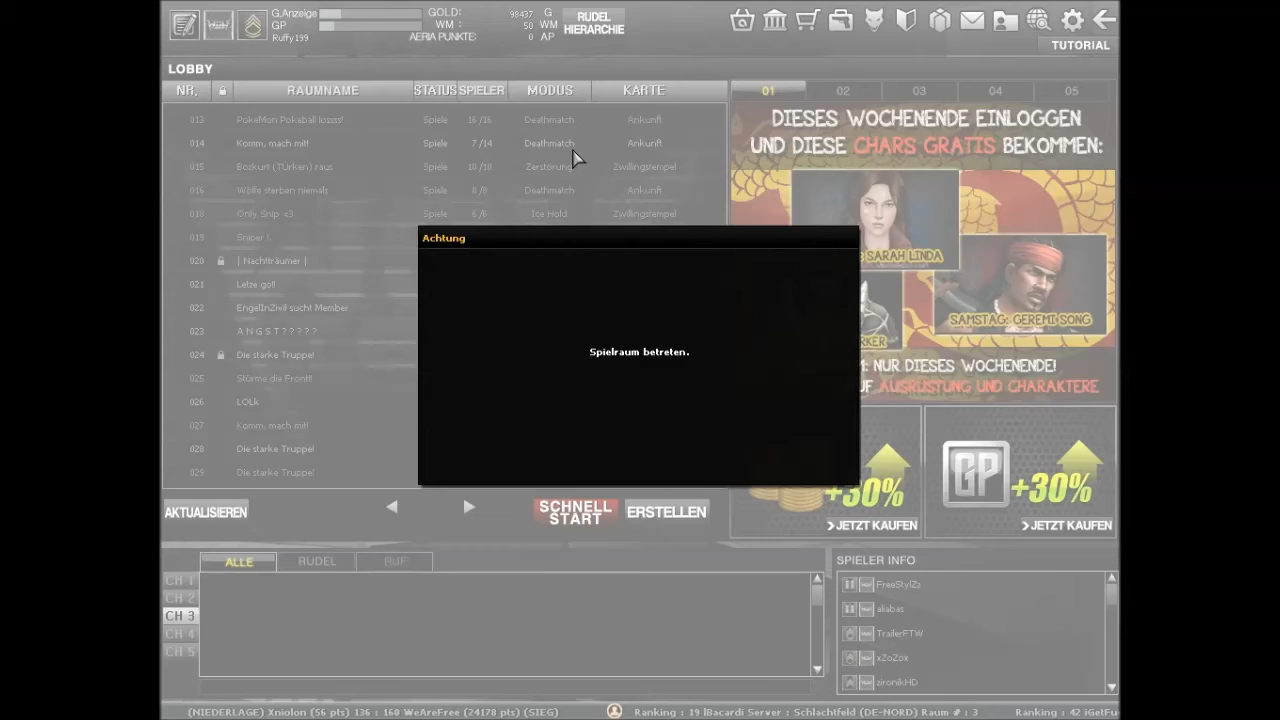 G.Anzeige
GP
Ruffy199
GOLD: 98437 G
WM : 50 WM
AERIA PUNKTE: 0 AP
RUDEL
HIERARCHIE
TUTORIAL
LOBBY
NR. RAUMNAME STATUS SPIELER MODUS KARTE
013 PokeMon Pokeball lossss! Spiele 16 /16 Deathmatch Ankunft
014 Komm, mach mit! Spiele 7 /14 Deathmatch Ankunft
015 Bozkurt (TÜrken) raus Spiele 10 /10 Zerstörung Zwillingstempel
016 Wölfe sterben niemals Spiele 8 /8 Deathmatch Ankunft
018 Only Snip <3 Spiele 6 /6 Ice Hold Zwillingstempel
019 Sniper !
020 | Nachtträumer |
021 Letze go!!
022 EngelInZivil sucht Member
023 A N G S T ? ? ? ? ?
024 Die starke Truppe!
025 Stürme die Front!!
026 LOLk
027 Komm, mach mit!
028 Die starke Truppe!
029 Die starke Truppe!
Achtung
Spielraum betreten.
01 02 03 04 05
DIESES WOCHENENDE EINLOGGEN
UND DIESE CHARS GRATIS BEKOMMEN:
SARAH LINDA
SAMSTAG: GEREMI SONG
: NUR DIESES WOCHENENDE!
AUSRÜSTUNG UND CHARAKTERE
+30%
>JETZT KAUFEN
GP +30%
>JETZT KAUFEN
AKTUALISIEREN
SCHNELL
START
ERSTELLEN
ALLE RUDEL RUF
CH 1
CH 2
CH 3
CH 4
CH 5
SPIELER INFO
FreeStylZz
aliabas
TrailerFTW
xZoZox
zironikHD
(NIEDERLAGE) Xniolon (56 pts) 136 : 160 WeAreFree (24178 pts) (SIEG)
Ranking : 19 lBacardi Server : Schlachtfeld (DE-NORD) Raum # : 3 Ranking : 42 iGetFu